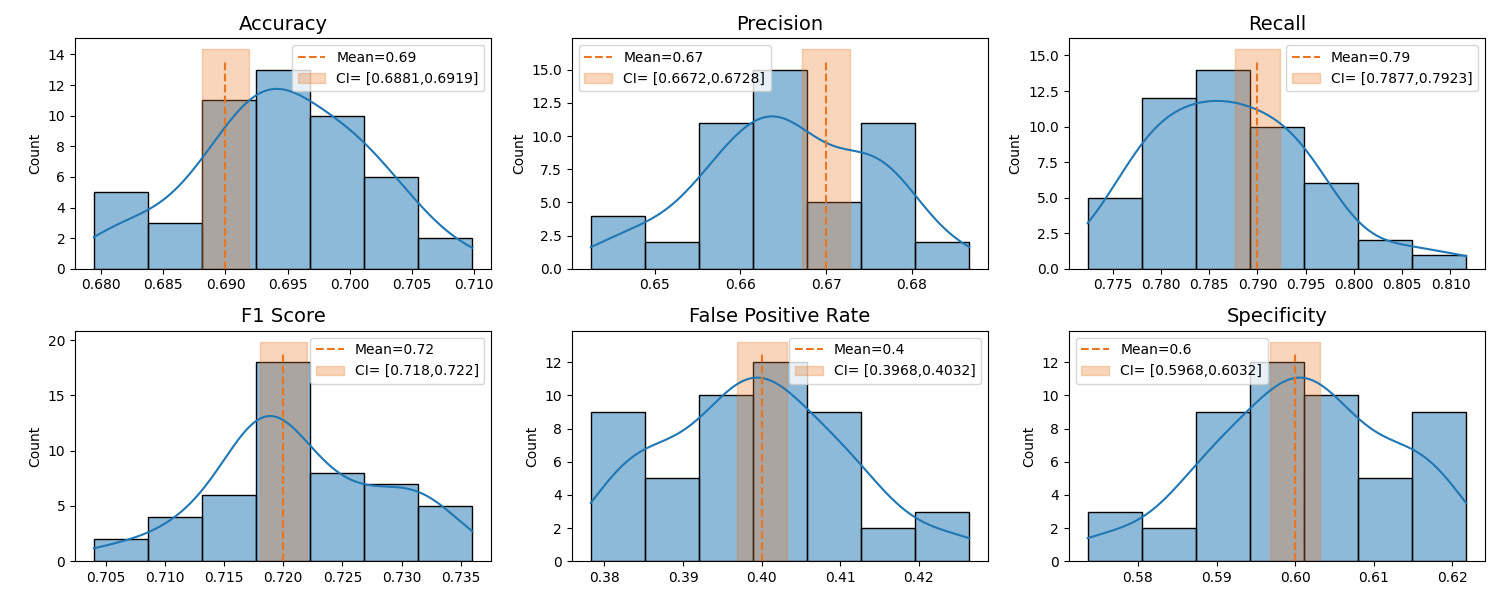 Accuracy
Count
14
12
10
8
6
4
2
0
0.680 0.685 0.690 0.695 0.700 0.705 0.710
Mean=0.69
CI= [0.6881,0.6919]
Precision
Count
15.0
12.5
10.0
7.5
5.0
2.5
0.0
0.65 0.66 0.67 0.68
Mean=0.67
CI= [0.6672,0.6728]
Recall
Count
15.0
12.5
10.0
7.5
5.0
2.5
0.0
0.775 0.780 0.785 0.790 0.795 0.800 0.805 0.810
Mean=0.79
CI= [0.7877,0.7923]
F1 Score
Count
20
15
10
5
0
0.705 0.710 0.715 0.720 0.725 0.730 0.735
Mean=0.72
CI= [0.718,0.722]
False Positive Rate
Count
12
10
8
6
4
2
0
0.38 0.39 0.40 0.41 0.42
Mean=0.4
CI= [0.3968,0.4032]
Specificity
Count
12
10
8
6
4
2
0
0.58 0.59 0.60 0.61 0.62
Mean=0.6
CI= [0.5968,0.6032]